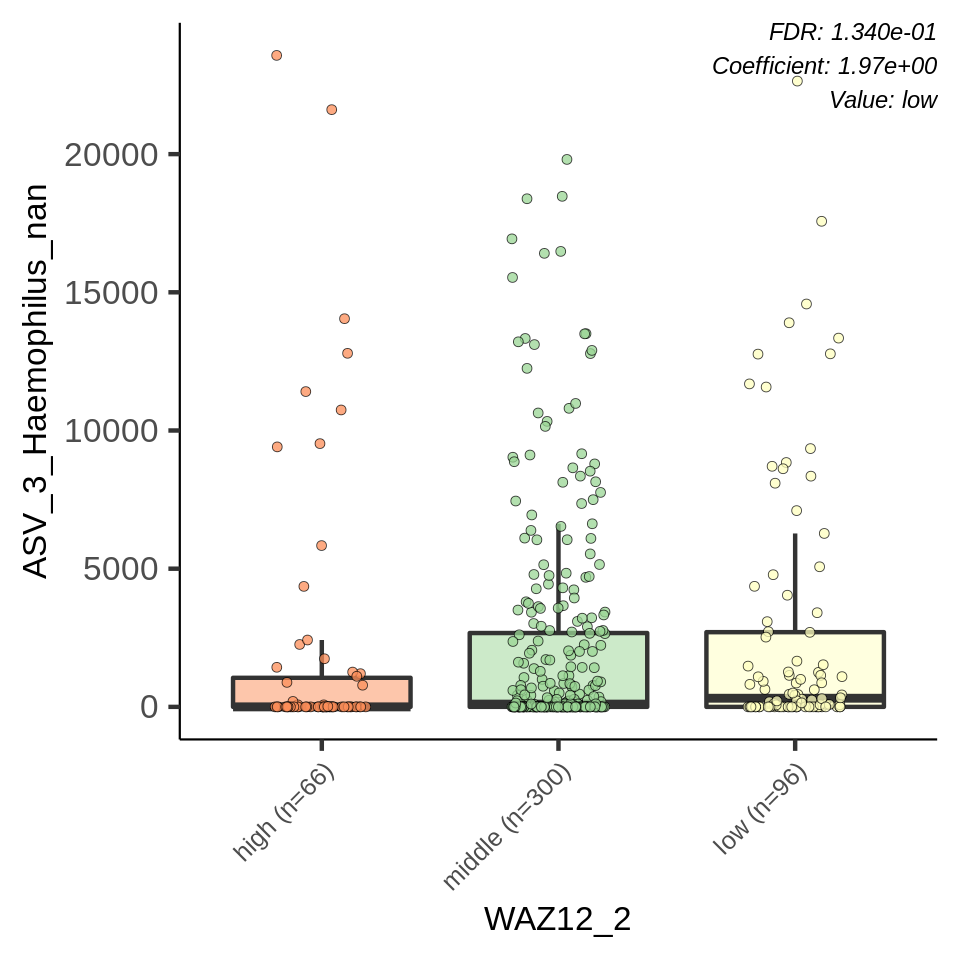 FDR: 1.340e-01
Coefficient: 1.97e+00
Value: low
ASV_3_Haemophilus_nan
20000
15000
10000
5000
0
high (n=66)
middle (n=300)
low (n=96)
WAZ12_2